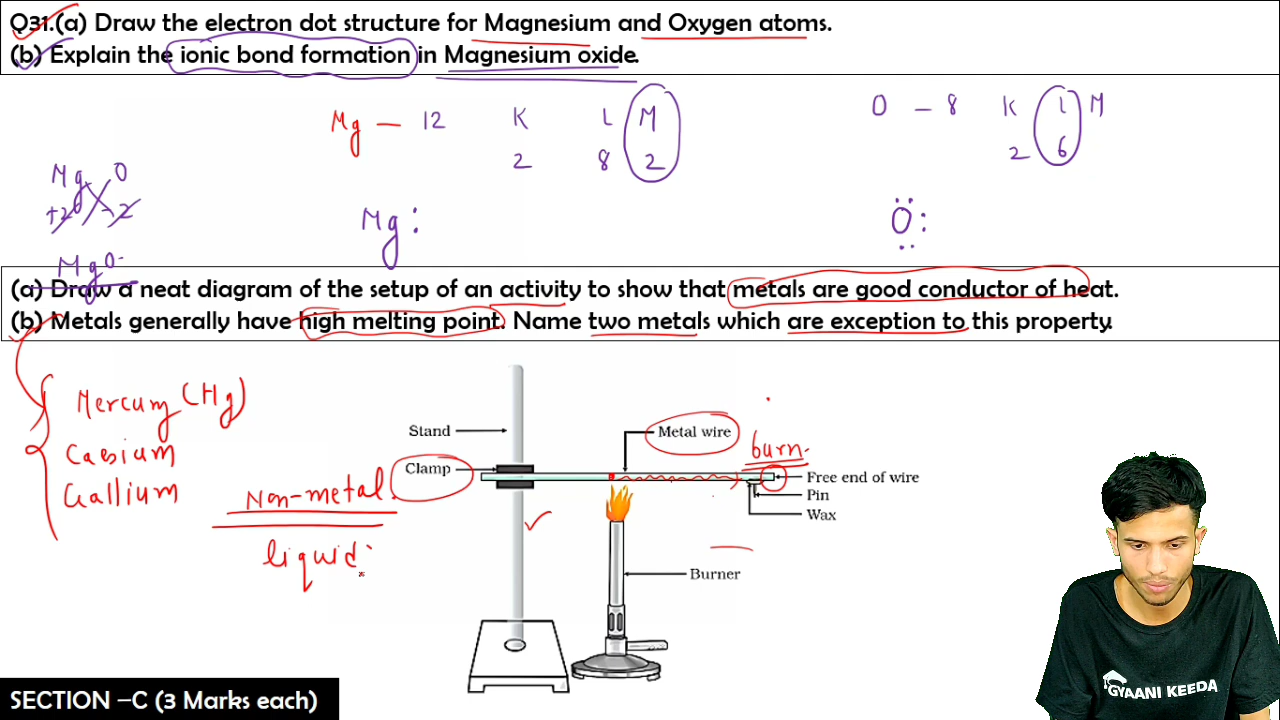 Q31.(a) Draw the electron dot structure for Magnesium and Oxygen atoms.
(b) Explain the ionic bond formation in Magnesium oxide.
Mg — 12 K L M
2 8 2
O – 8 K L M
2 6
Mg O
+2 -2
MgO
Mg:
O:
(a) Draw a neat diagram of the setup of an activity to show that metals are good conductor of heat.
(b) Metals generally have high melting point. Name two metals which are exception to this property.
Mercury (Hg)
Caesium
Gallium
Non-metal
liquid
Stand
Clamp
Metal wire
burn
Free end of wire
Pin
Wax
Burner
GYAANI KEEDA
SECTION –C (3 Marks each)